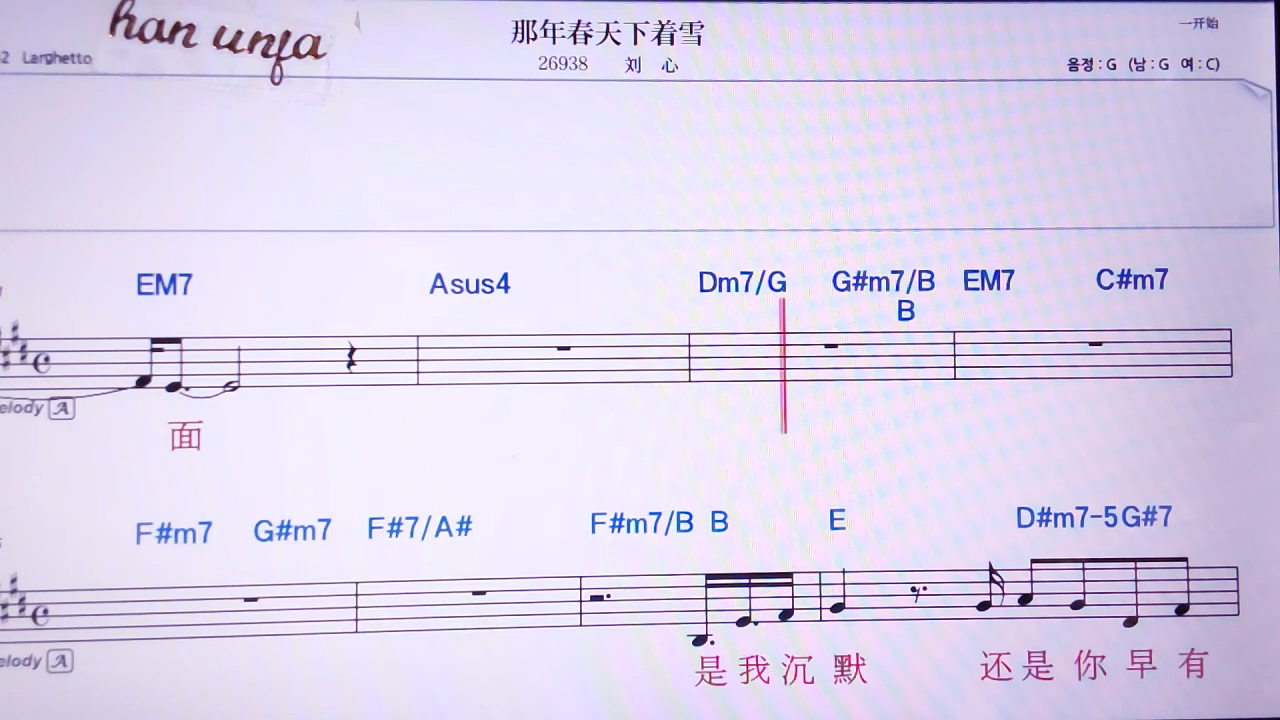 han unfa
那年春天下着雪
一开始
Larghetto
26938 刘 心
음정 : G (남 : G 여 : C)
EM7 Asus4 Dm7/G G#m7/B EM7 C#m7
B
elody A
面
F#m7 G#m7 F#7/A# F#m7/B B E D#m7-5 G#7
elody A
是 我 沉 默 还 是 你 早 有